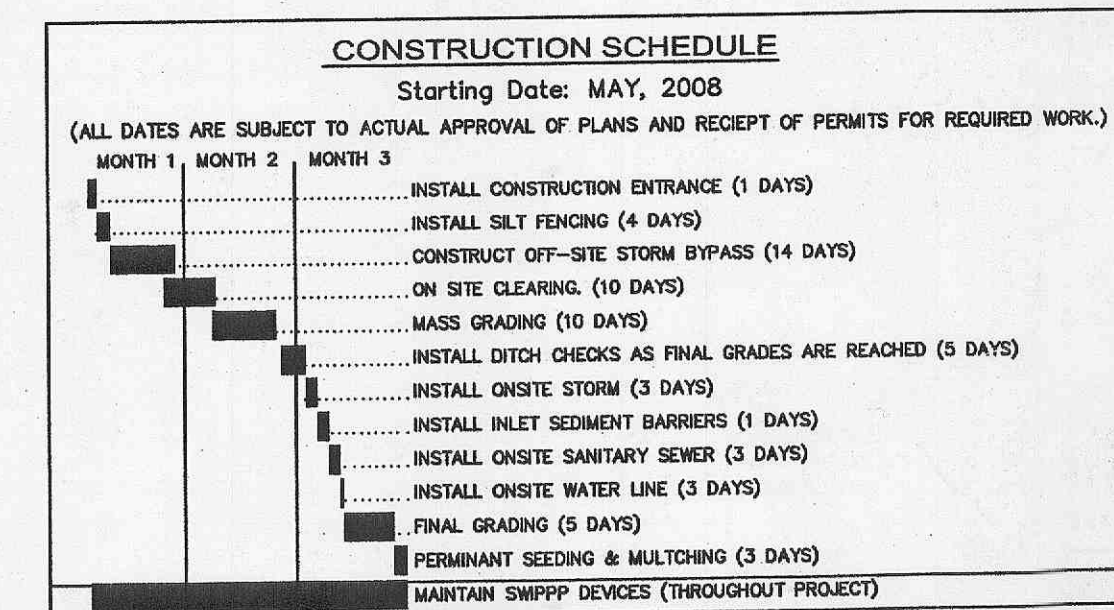 CONSTRUCTION SCHEDULE
Starting Date: MAY, 2008
(ALL DATES ARE SUBJECT TO ACTUAL APPROVAL OF PLANS AND RECIEPT OF PERMITS FOR REQUIRED WORK.)
MONTH 1 MONTH 2 MONTH 3
INSTALL CONSTRUCTION ENTRANCE (1 DAYS)
INSTALL SILT FENCING (4 DAYS)
CONSTRUCT OFF-SITE STORM BYPASS (14 DAYS)
ON SITE CLEARING. (10 DAYS)
MASS GRADING (10 DAYS)
INSTALL DITCH CHECKS AS FINAL GRADES ARE REACHED (5 DAYS)
INSTALL ONSITE STORM (3 DAYS)
INSTALL INLET SEDIMENT BARRIERS (1 DAYS)
INSTALL ONSITE SANITARY SEWER (3 DAYS)
INSTALL ONSITE WATER LINE (3 DAYS)
FINAL GRADING (5 DAYS)
PERMINANT SEEDING & MULTCHING (3 DAYS)
MAINTAIN SWIPPP DEVICES (THROUGHOUT PROJECT)